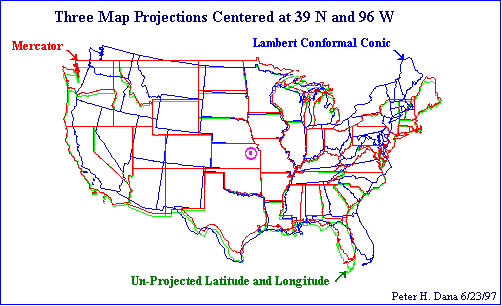 Three Map Projections Centered at 39 N and 96 W
Mercator
Lambert Conformal Conic
Un-Projected Latitude and Longitude
Peter H. Dana 6/23/97